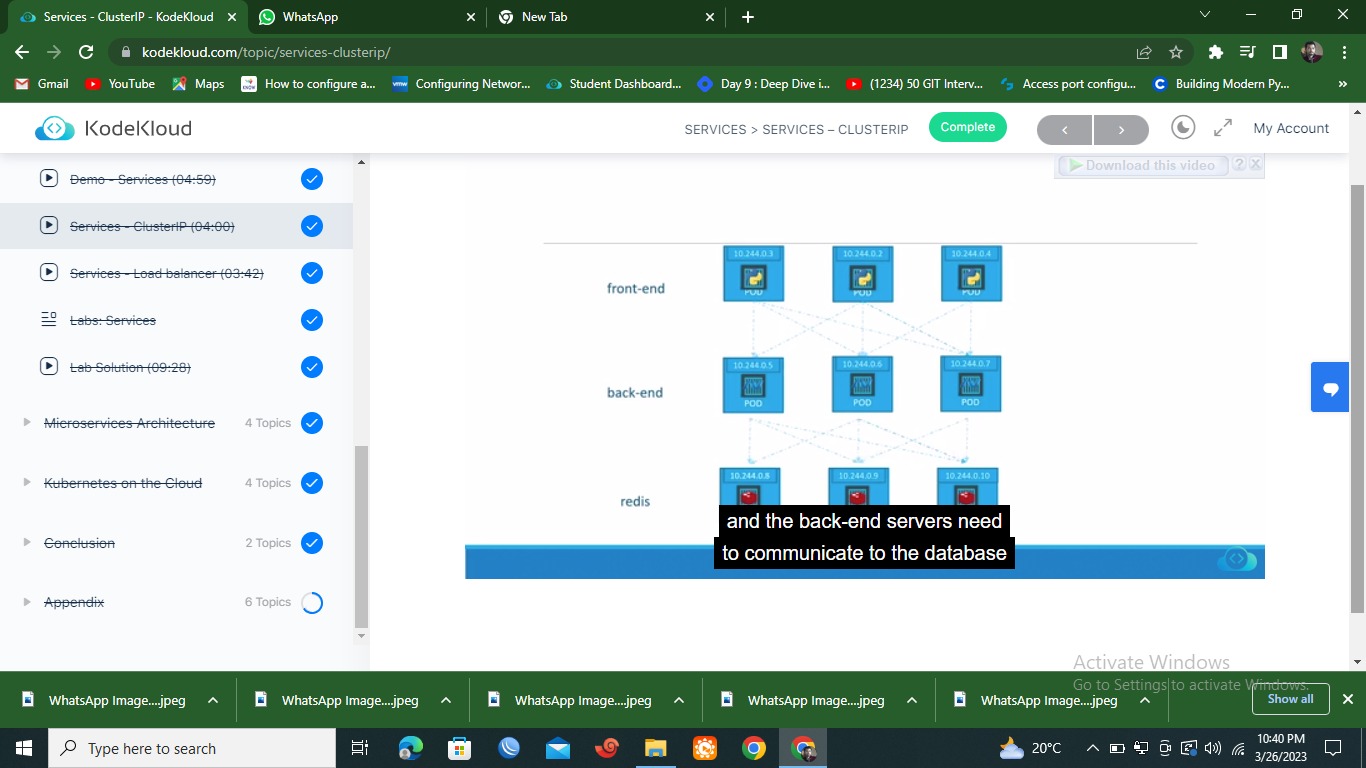 Services - ClusterIP - KodeKloud
WhatsApp
New Tab
kodekloud.com/topic/services-clusterip/
Gmail
YouTube
Maps
How to configure a...
Configuring Networ...
Student Dashboard...
Day 9 : Deep Dive i...
(1234) 50 GIT Interv...
Access port configu...
Building Modern Py...
KodeKloud
SERVICES > SERVICES – CLUSTERIP
Complete
My Account
Demo - Services (04:59)
Services - ClusterIP (04:00)
Services - Load balancer (03:42)
Labs: Services
Lab Solution (09:28)
Microservices Architecture 4 Topics
Kubernetes on the Cloud 4 Topics
Conclusion 2 Topics
Appendix 6 Topics
Download this video ? X
10.244.0.3 10.244.0.2 10.244.0.4
front-end
POD POD POD
10.244.0.5 10.244.0.6 10.244.0.7
back-end
POD POD POD
10.244.0.8 10.244.0.9 10.244.0.10
redis
and the back-end servers need
to communicate to the database
Activate Windows
Go to Settings to activate Windows.
WhatsApp Image....jpeg
WhatsApp Image....jpeg
WhatsApp Image....jpeg
WhatsApp Image....jpeg
WhatsApp Image....jpeg
Show all
Type here to search
20°C
10:40 PM
3/26/2023